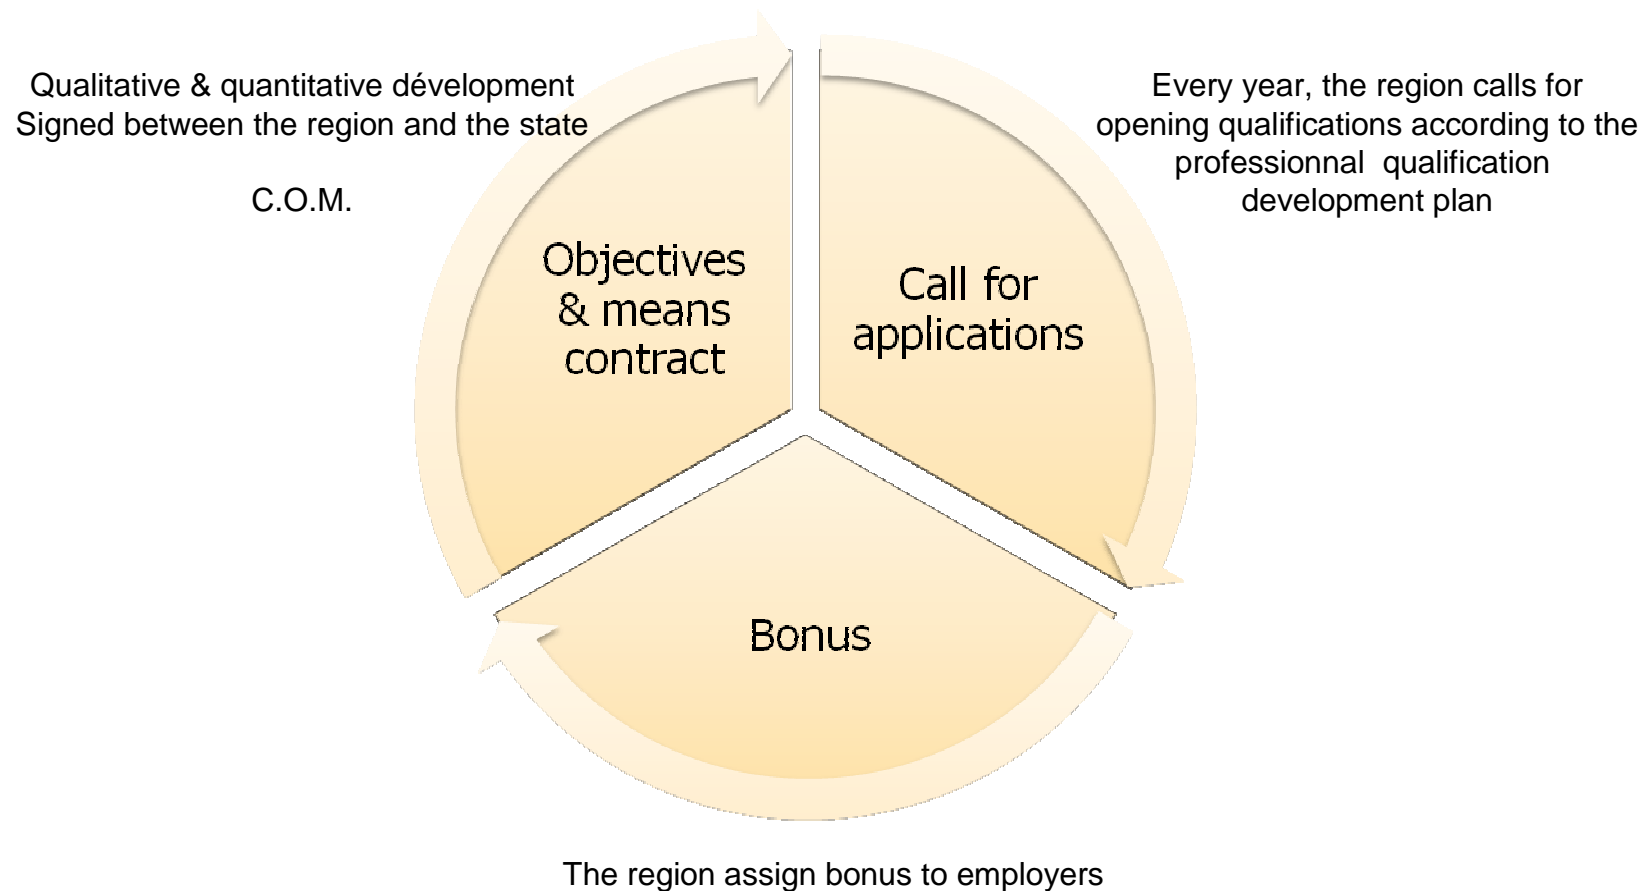 Qualitative & quantitative dévelopment
Signed between the region and the state
C.O.M.
Every year, the region calls for
opening qualifications according to the
professionnal qualification
development plan
Objectives
& means
contract
Call for
applications
Bonus
The region assign bonus to employers